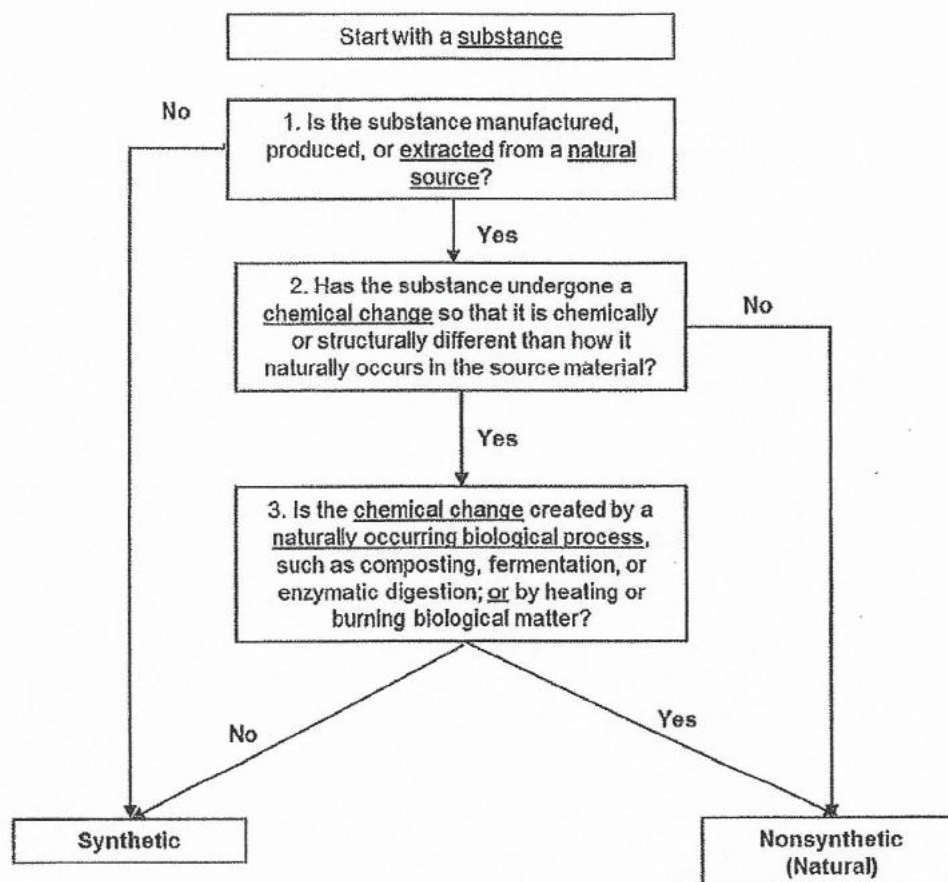 Start with a substance
No
1. Is the substance manufactured,
produced, or extracted from a natural
source?
Yes
2. Has the substance undergone a
chemical change so that it is chemically
or structurally different than how it
naturally occurs in the source material?
No
Yes
3. Is the chemical change created by a
naturally occurring biological process,
such as composting, fermentation, or
enzymatic digestion; or by heating or
burning biological matter?
No
Yes
Synthetic
Nonsynthetic
(Natural)